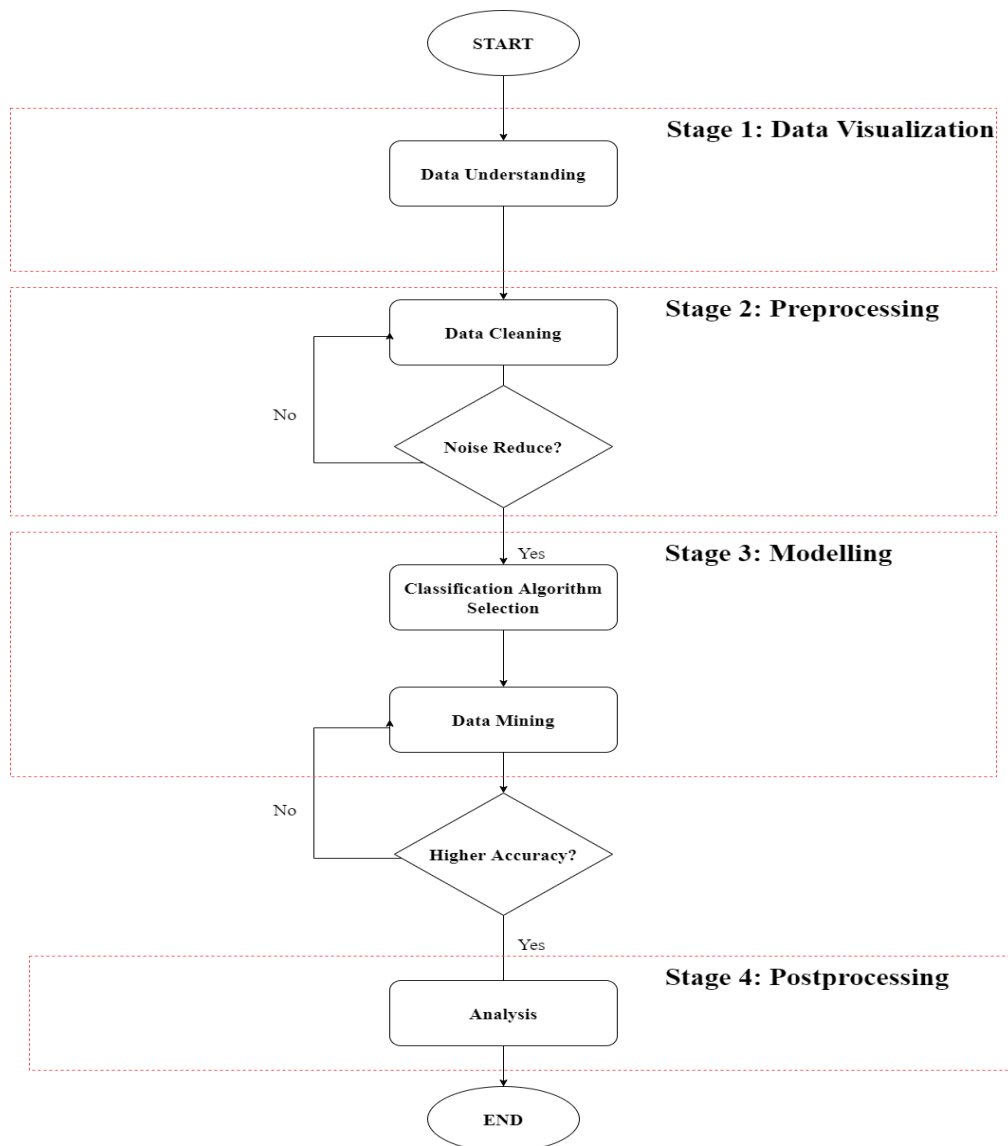 START
Stage 1: Data Visualization
Data Understanding
Stage 2: Preprocessing
Data Cleaning
No
Noise Reduce?
Yes
Stage 3: Modelling
Classification Algorithm
Selection
Data Mining
No
Higher Accuracy?
Yes
Stage 4: Postprocessing
Analysis
END